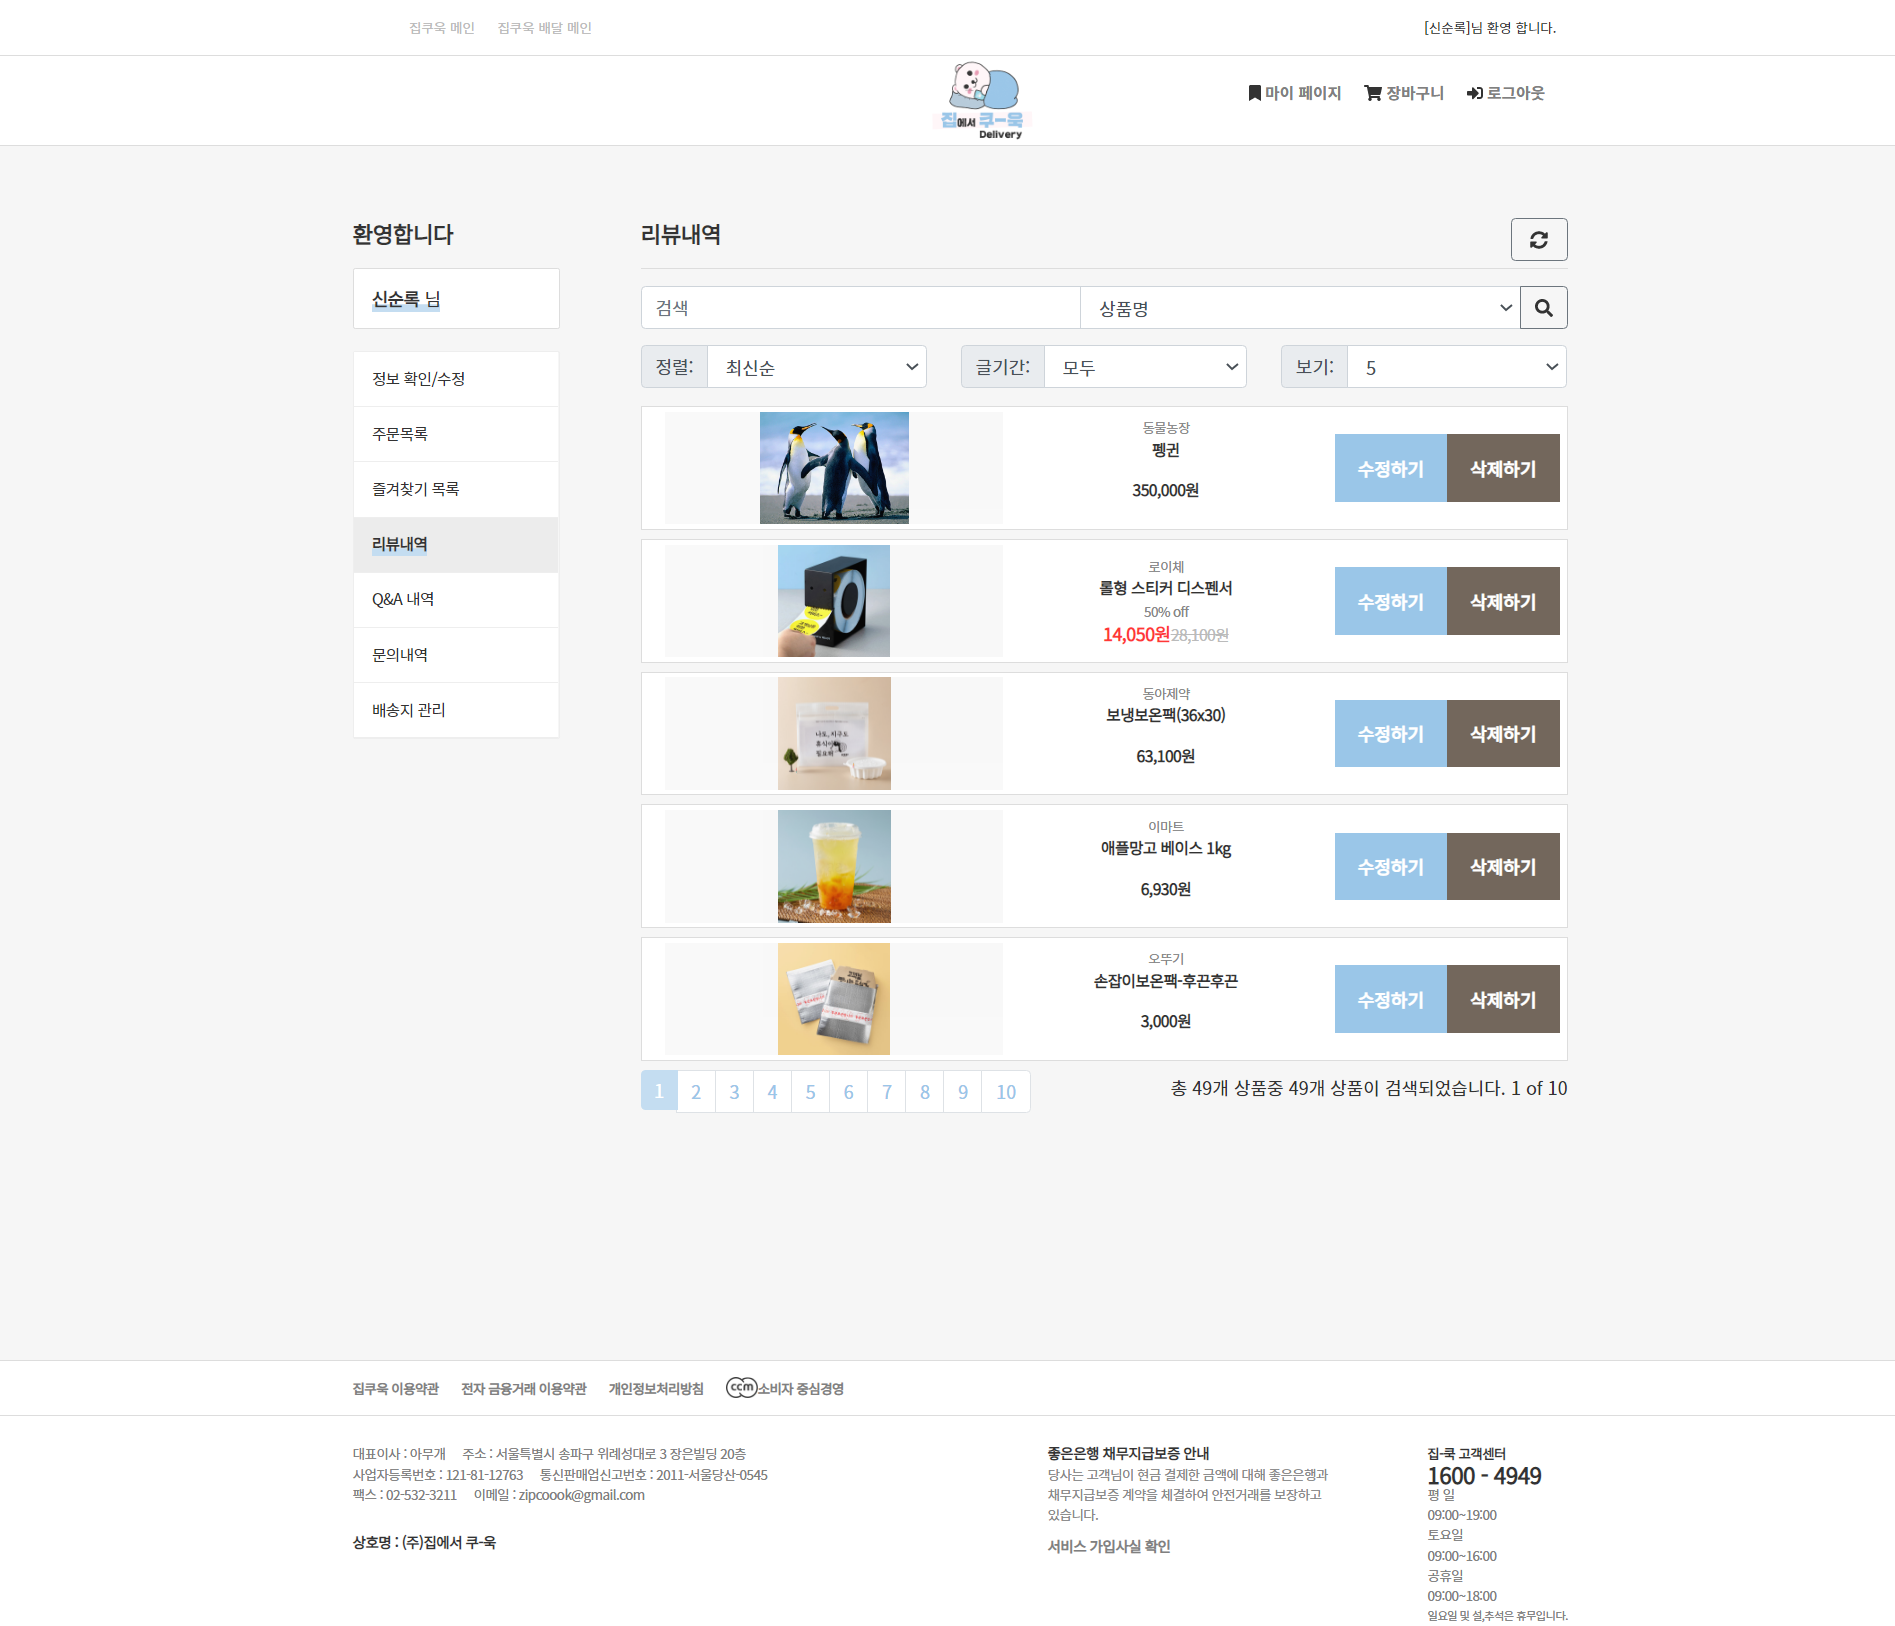 집쿠욱 메인 집쿠욱 배달 메인 [신순록]님 환영 합니다.
집에서 쿠-욱
Delivery
마이 페이지 장바구니 로그아웃
환영합니다
신순록 님
정보 확인/수정
주문목록
즐겨찾기 목록
리뷰내역
Q&A 내역
문의내역
배송지 관리
리뷰내역
검색 상품명
정렬: 최신순 글기간: 모두 보기: 5
동물농장
펭귄
350,000원
수정하기 삭제하기
로이체
롤형 스티커 디스펜서
50% off
14,050원28,100원
수정하기 삭제하기
나도, 지구도
휴식이
필요해
동아제약
보냉보온팩(36x30)
63,100원
수정하기 삭제하기
이마트
애플망고 베이스 1kg
6,930원
수정하기 삭제하기
오뚜기
손잡이보온팩-후끈후끈
3,000원
수정하기 삭제하기
1 2 3 4 5 6 7 8 9 10 총 49개 상품중 49개 상품이 검색되었습니다. 1 of 10
집쿠욱 이용약관 전자 금융거래 이용약관 개인정보처리방침 ccm 소비자 중심경영
대표이사 : 아무개 주소 : 서울특별시 송파구 위례성대로 3 장은빌딩 20층
사업자등록번호 : 121-81-12763 통신판매업신고번호 : 2011-서울당산-0545
팩스 : 02-532-3211 이메일 : zipcoook@gmail.com
상호명 : (주)집에서 쿠-욱
좋은은행 채무지급보증 안내
당사는 고객님이 현금 결제한 금액에 대해 좋은은행과
채무지급보증 계약을 체결하여 안전거래를 보장하고
있습니다.
서비스 가입사실 확인
집-쿡 고객센터
1600 - 4949
평 일
09:00~19:00
토요일
09:00~16:00
공휴일
09:00~18:00
일요일 및 설,추석은 휴무입니다.